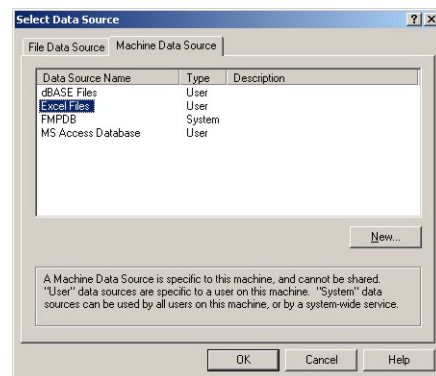 Select Data Source
File Data Source Machine Data Source
Data Source Name Type Description
dBASE Files User
Excel Files User
FMPDB System
MS Access Database User
New...
A Machine Data Source is specific to this machine, and cannot be shared.
"User" data sources are specific to a user on this machine. "System" data
sources can be used by all users on this machine, or by a system-wide service.
OK Cancel Help